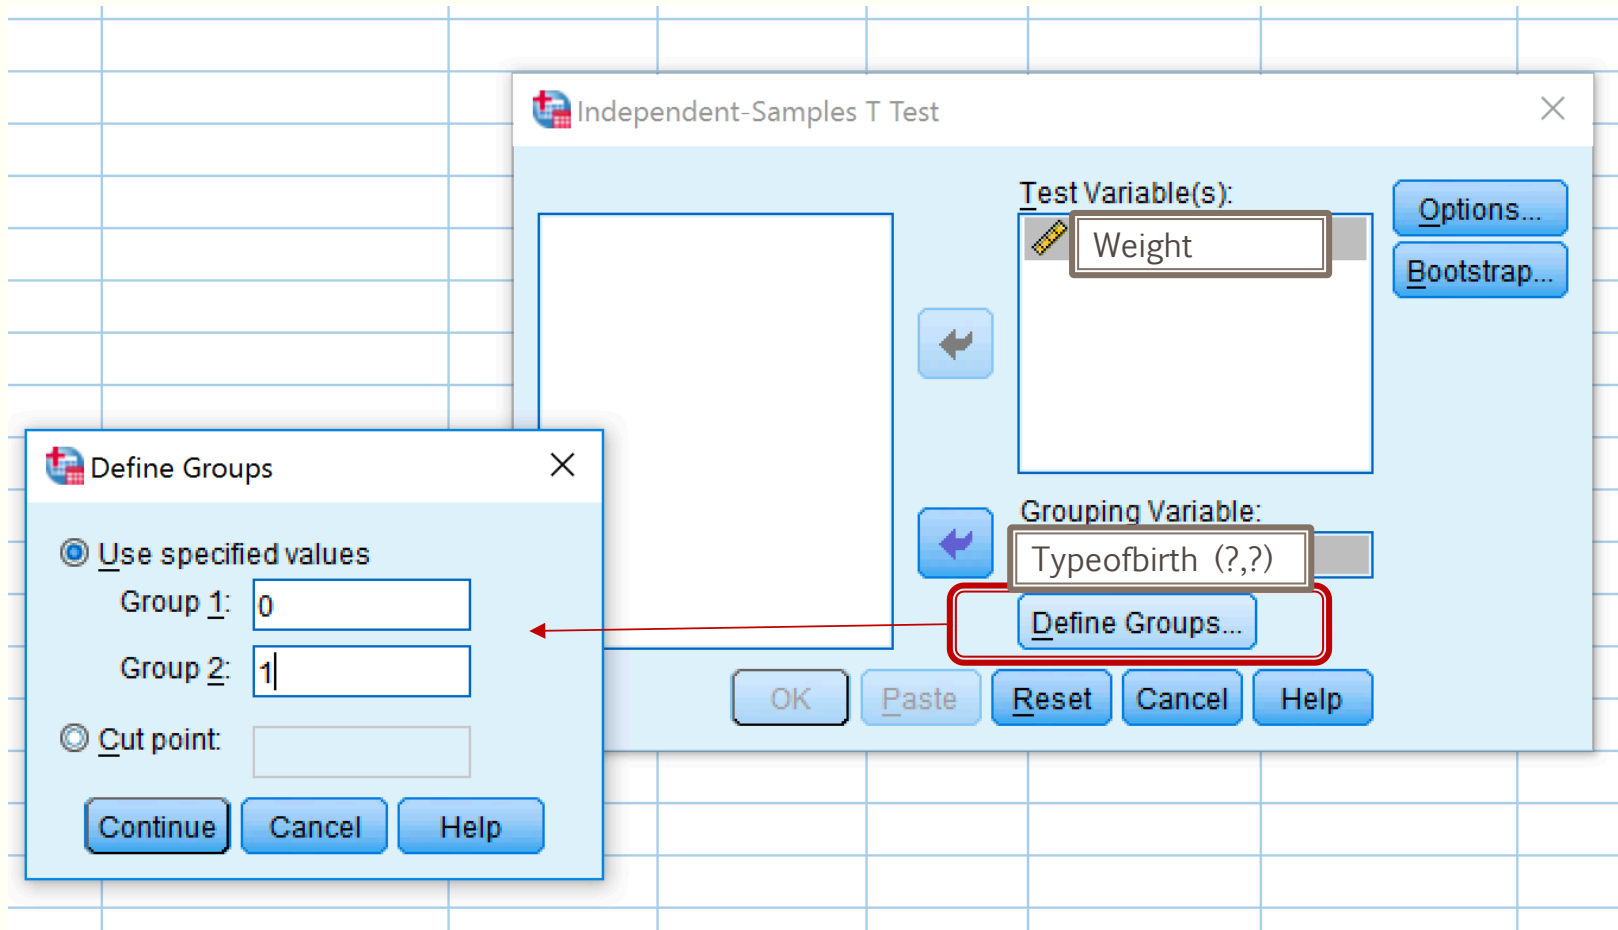 Independent-Samples T Test
Test Variable(s):
Weight
Options...
Bootstrap...
Grouping Variable:
Typeofbirth (?,?)
Define Groups...
OK
Paste
Reset
Cancel
Help
Define Groups
Use specified values
Group 1: 0
Group 2: 1
Cut point:
Continue
Cancel
Help